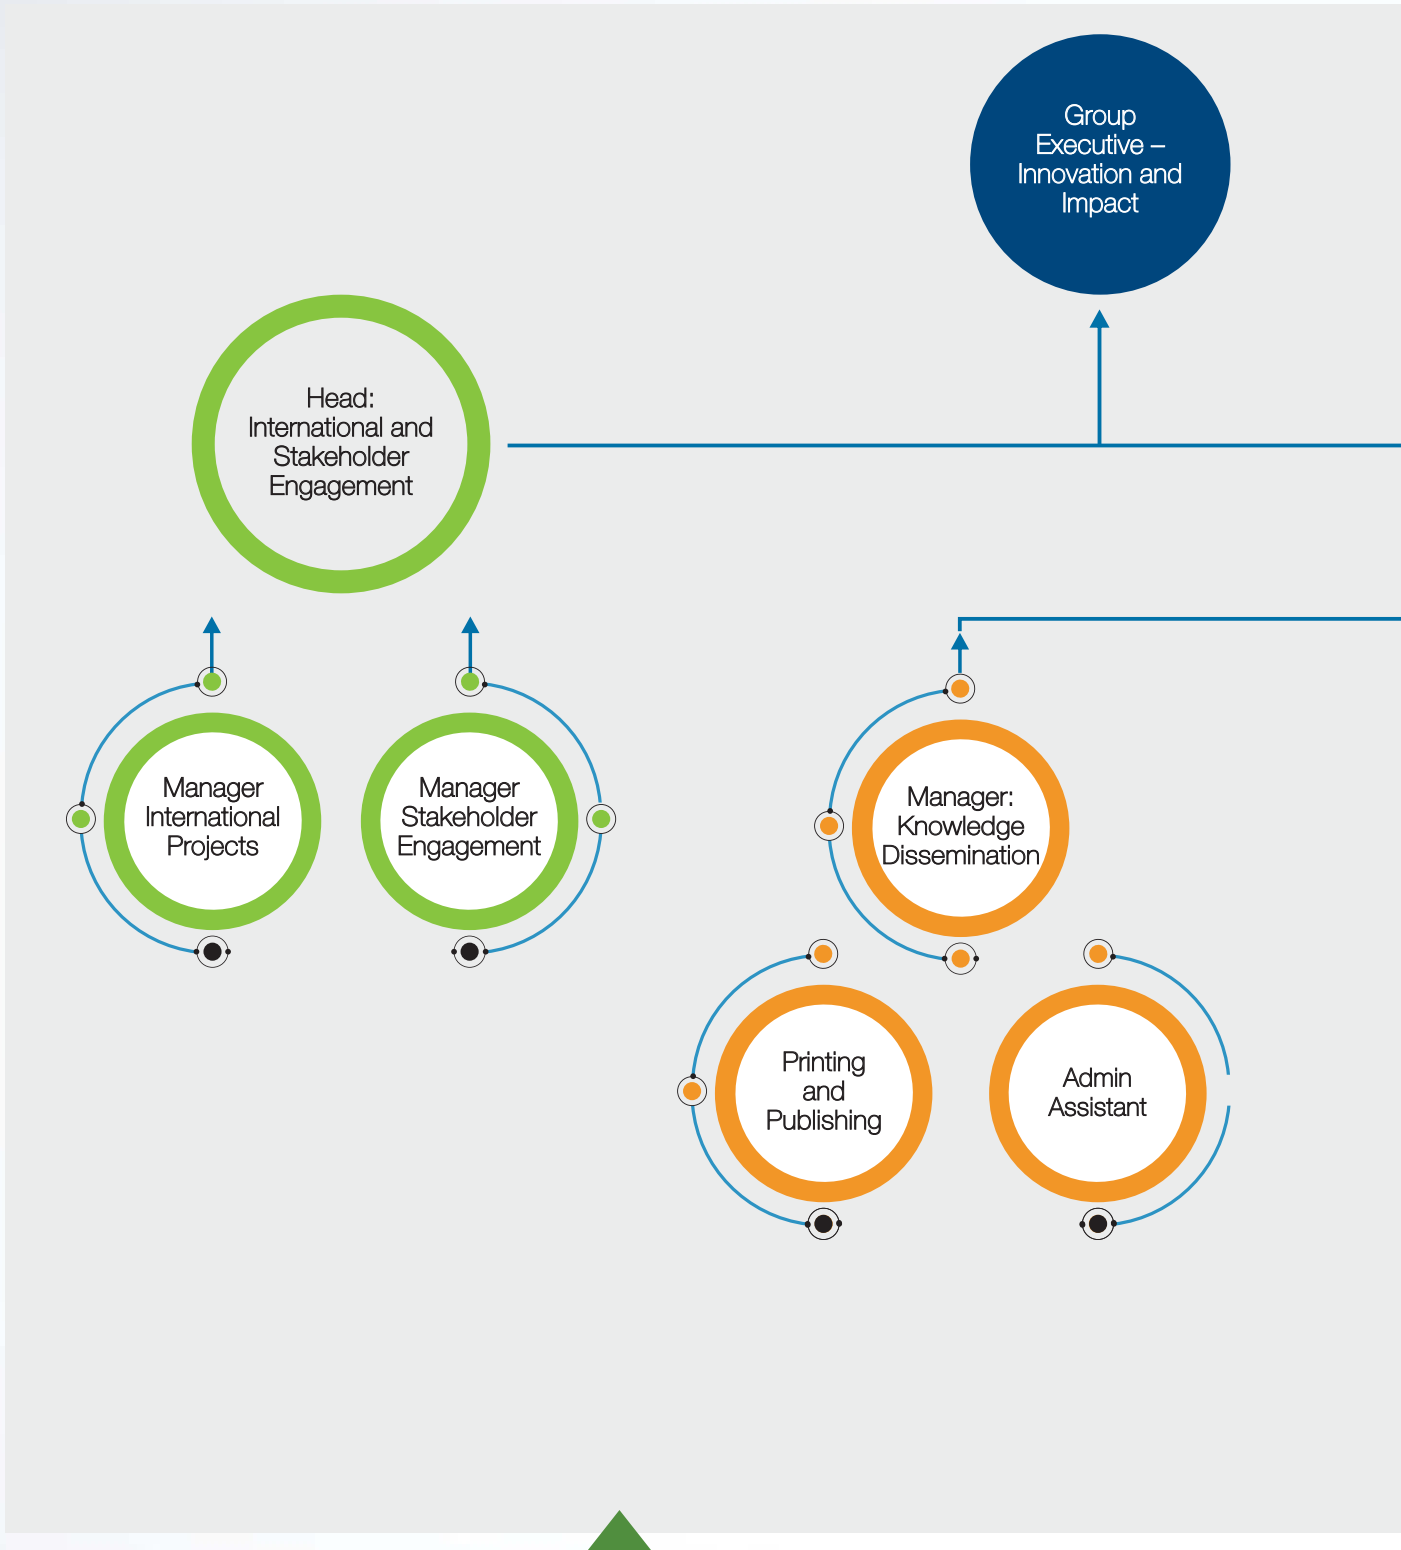 Group
Executive –
Innovation and
Impact
Head:
International and
Stakeholder
Engagement
Manager
International
Projects
Manager
Stakeholder
Engagement
Manager:
Knowledge
Dissemination
Printing
and
Publishing
Admin
Assistant